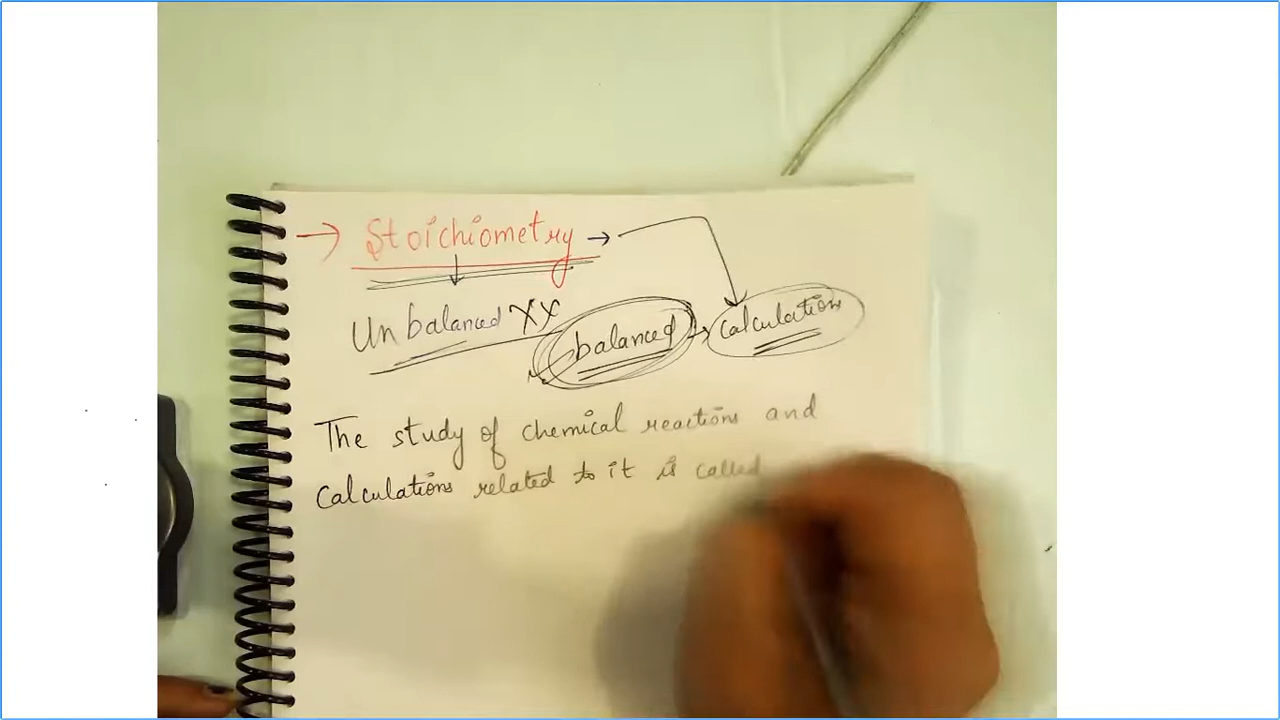 → Stoichiometry →
Unbalanced XX balanced → Calculation
The study of chemical reactions and
Calculations related to it is called